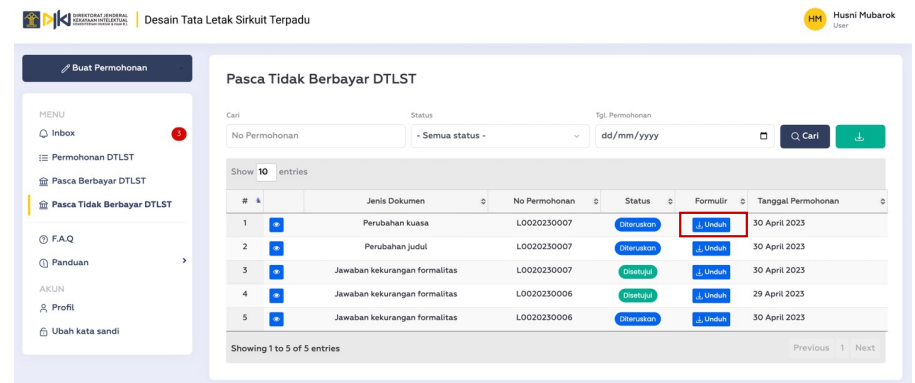 DIREKTORAT JENDERAL
KEKAYAAN INTELEKTUAL
Desain Tata Letak Sirkuit Terpadu
HM
Husni Mubarok
User
Buat Permohonan
MENU
Inbox
3
Permohonan DTLST
Pasca Berbayar DTLST
Pasca Tidak Berbayar DTLST
F.A.Q
Panduan
AKUN
Profil
Ubah kata sandi
Pasca Tidak Berbayar DTLST
Cari Status Tgl. Permohonan
No Permohonan - Semua status - dd/mm/yyyy Cari
Show 10 entries
# Jenis Dokumen No Permohonan Status Formulir Tanggal Permohonan
1 Perubahan kuasa L0020230007 Diteruskan Unduh 30 April 2023
2 Perubahan judul L0020230007 Diteruskan Unduh 30 April 2023
3 Jawaban kekurangan formalitas L0020230007 Disetujui Unduh 30 April 2023
4 Jawaban kekurangan formalitas L0020230006 Disetujui Unduh 29 April 2023
5 Jawaban kekurangan formalitas L0020230006 Diteruskan Unduh 30 April 2023
Showing 1 to 5 of 5 entries
Previous 1 Next